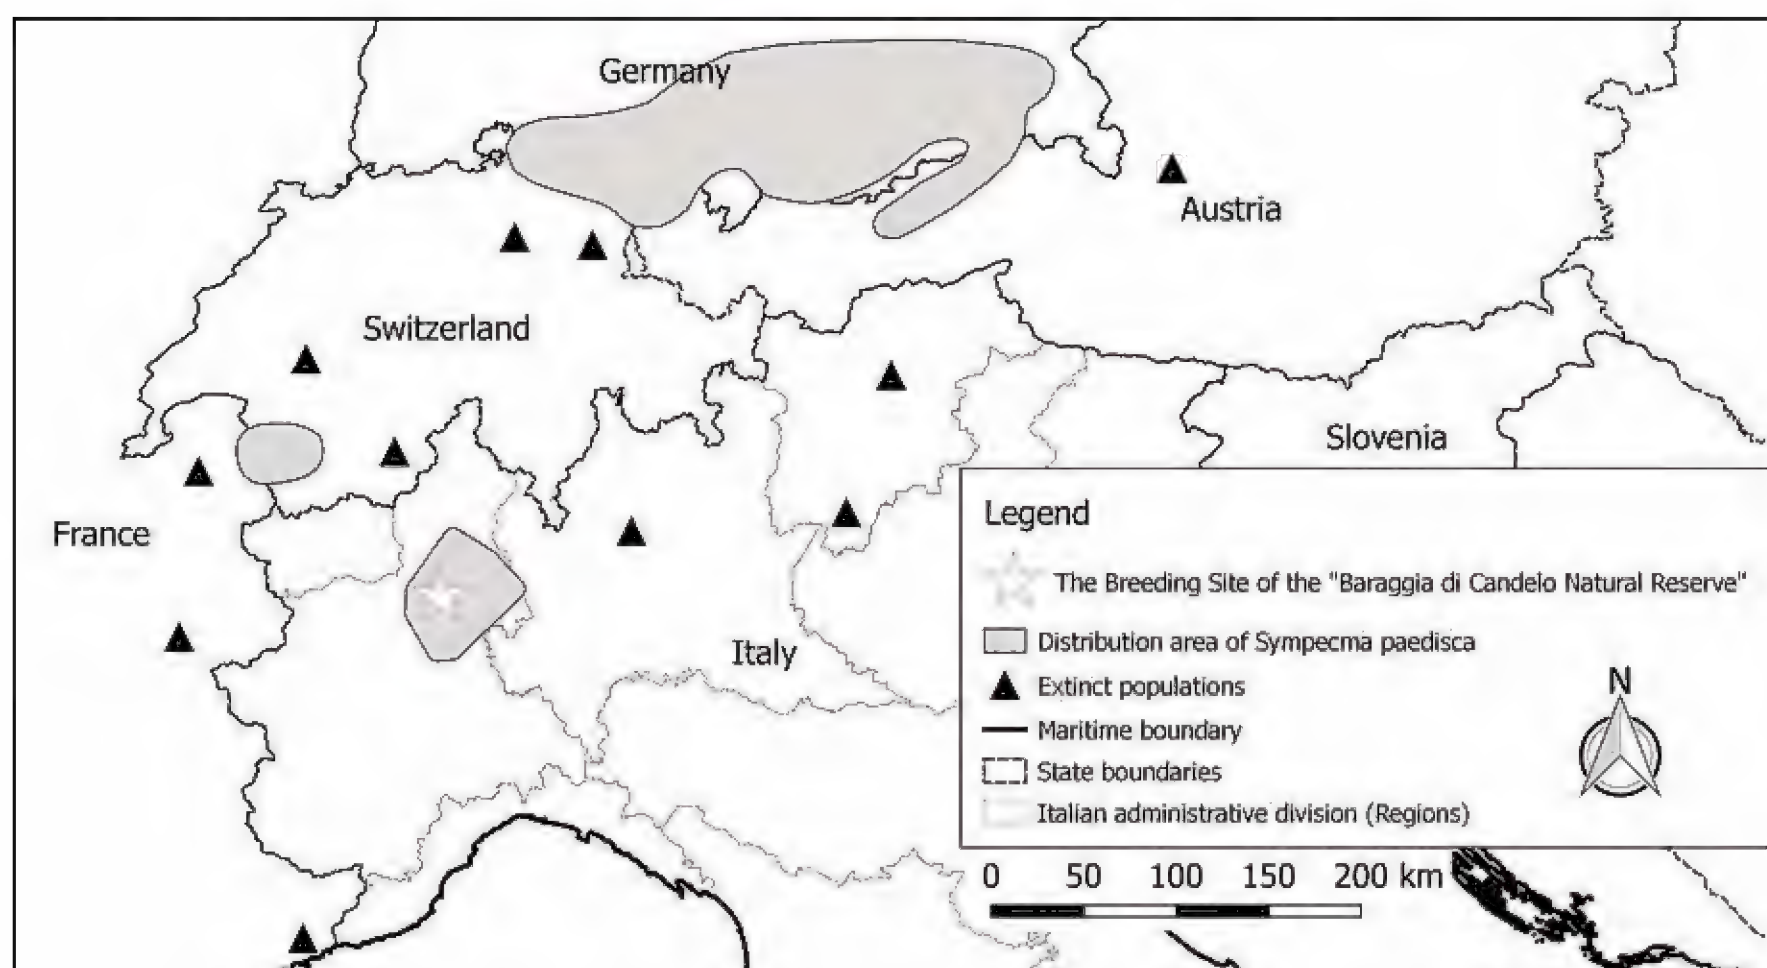 Germany
Austria
Switzerland
Slovenia
France
Italy
Legend
The Breeding Site of the "Baraggia di Candelo Natural Reserve"
Distribution area of Sympecma paedisca
Extinct populations
Maritime boundary
State boundaries
Italian administrative division (Regions)
N
0 50 100 150 200 km